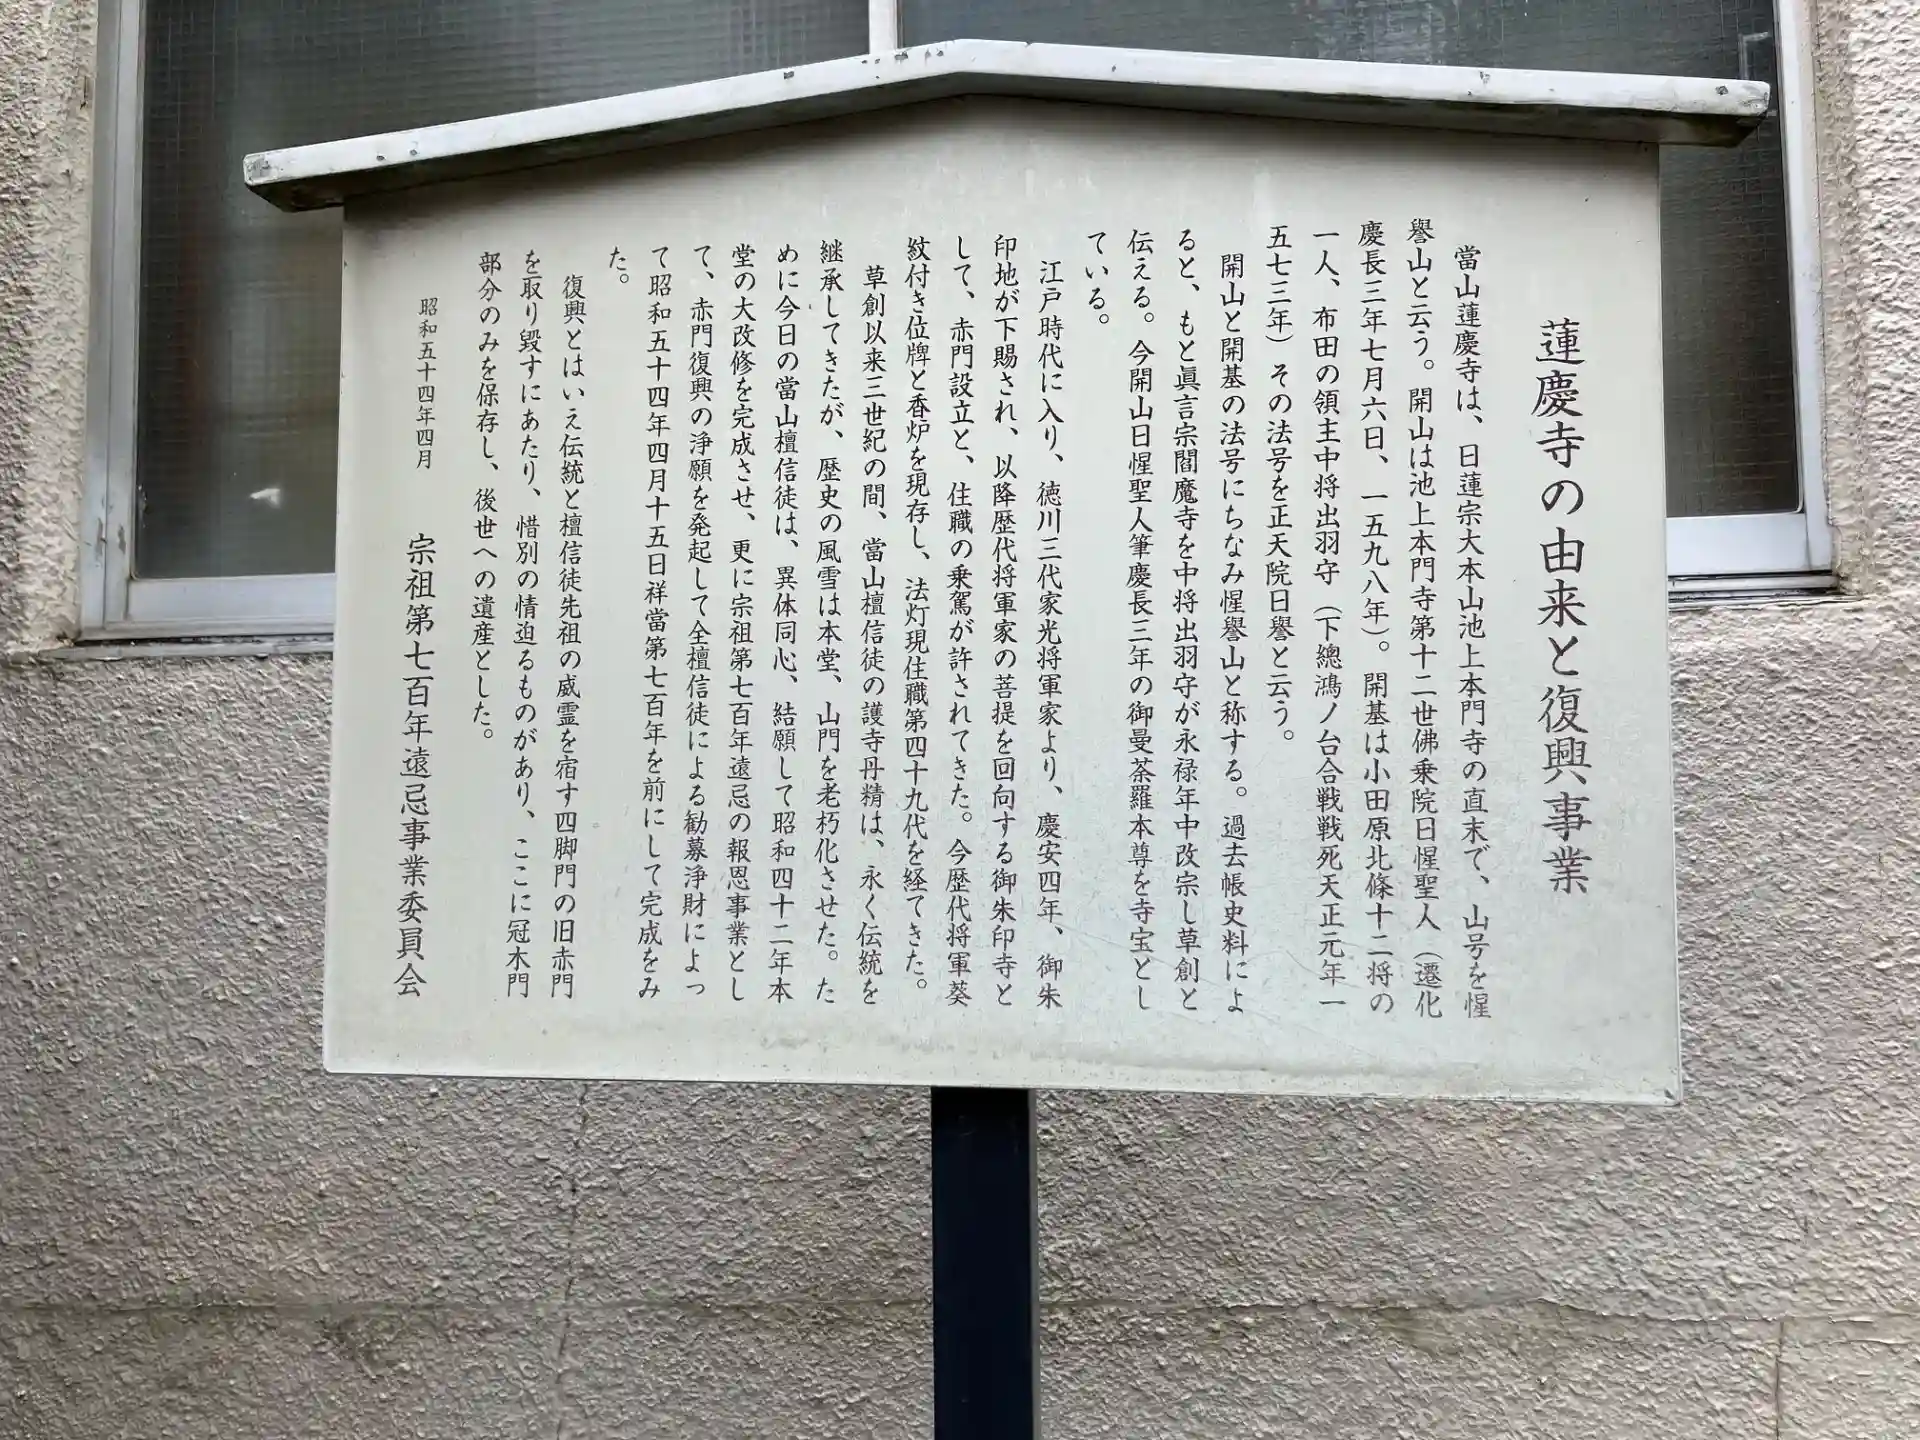 蓮慶寺の由来と復興事業
當山蓮慶寺は、日蓮宗大本山池上本門寺の直末で、山号を惺
譽山と云う。開山は池上本門寺第十二世佛乗院日惺聖人（遷化
慶長三年七月六日、一五九八年）。開基は小田原北條十二将の
一人、布田の領主中将出羽守（下總鴻ノ台合戦戦死天正元年一
五七三年）その法号を正天院日譽と云う。
開山と開基の法号にちなみ惺譽山と称する。過去帳史料によ
ると、もと眞言宗閻魔寺を中将出羽守が永禄年中改宗し草創と
伝える。今開山日惺聖人筆慶長三年の御曼荼羅本尊を寺宝とし
ている。
江戸時代に入り、徳川三代家光将軍家より、慶安四年、御朱
印地が下賜され、以降歴代将軍家の菩提を回向する御朱印寺と
して、赤門設立と、住職の乗駕が許されてきた。今歴代将軍葵
紋付き位牌と香炉を現存し、法灯現住職第四十九代を経てきた。
草創以来三世紀の間、當山檀信徒の護寺丹精は、永く伝統を
継承してきたが、歴史の風雪は本堂、山門を老朽化させた。た
めに今日の當山檀信徒は、異体同心、結願して昭和四十二年本
堂の大改修を完成させ、更に宗祖第七百年遠忌の報恩事業とし
て、赤門復興の浄願を発起して全檀信徒による勧募浄財によっ
て昭和五十四年四月十五日祥當第七百年を前にして完成をみ
た。
復興とはいえ伝統と檀信徒先祖の威霊を宿す四脚門の旧赤門
を取り毀すにあたり、惜別の情迫るものがあり、ここに冠木門
部分のみを保存し、後世への遺産とした。
昭和五十四年四月
宗祖第七百年遠忌事業委員会